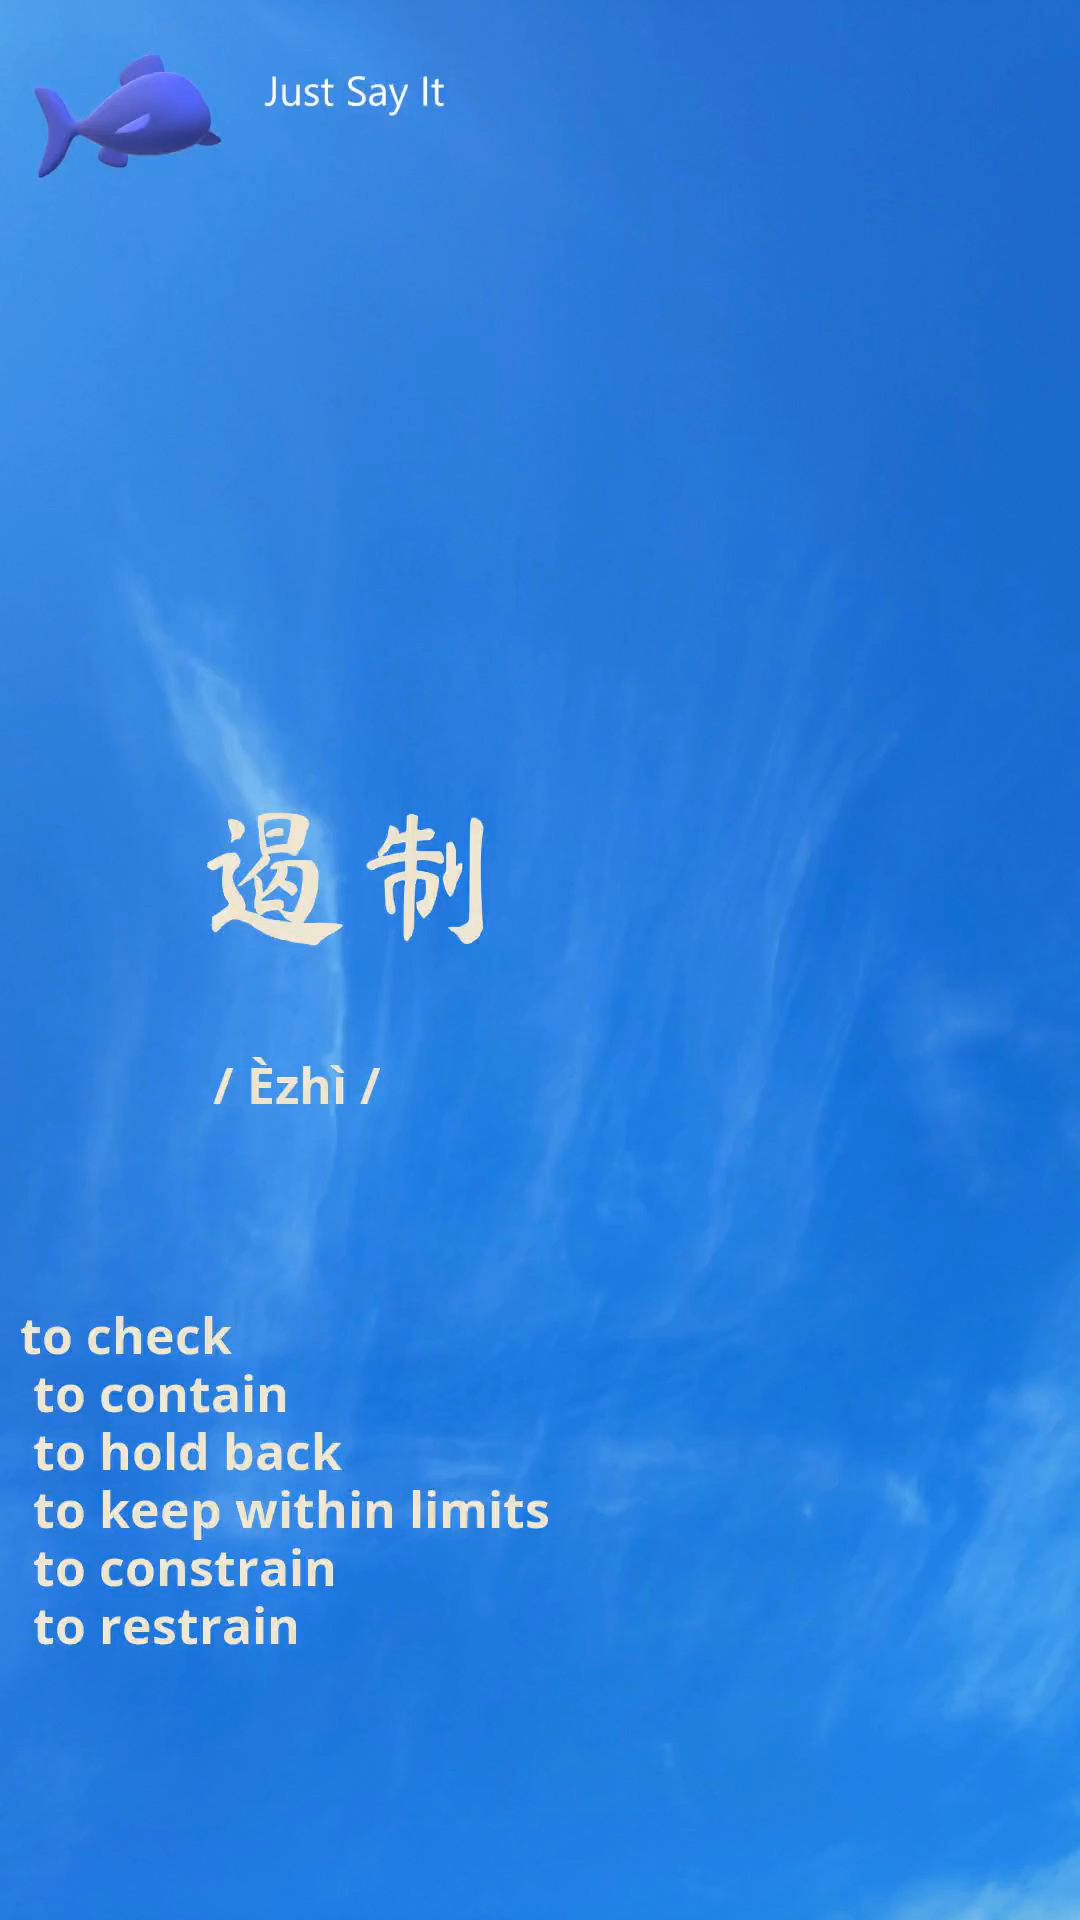 Just Say It
遏制
/ Èzhì /
to check
to contain
to hold back
to keep within limits
to constrain
to restrain